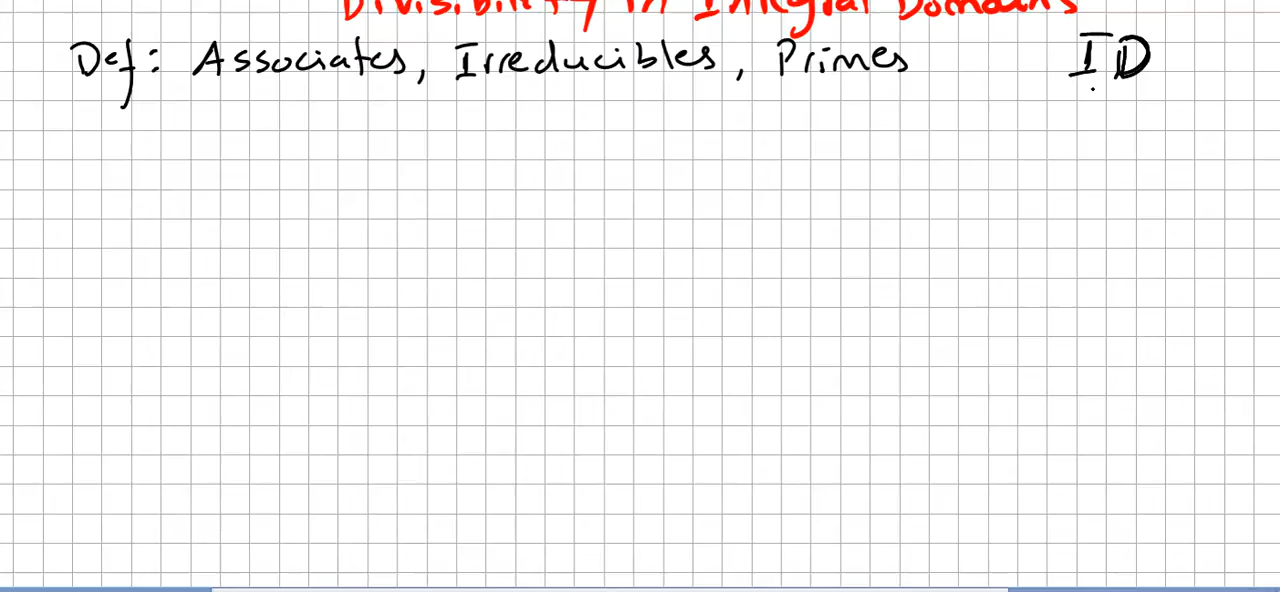 Divisibility in Integral Domains
Def: Associates, Irreducibles, Primes ID